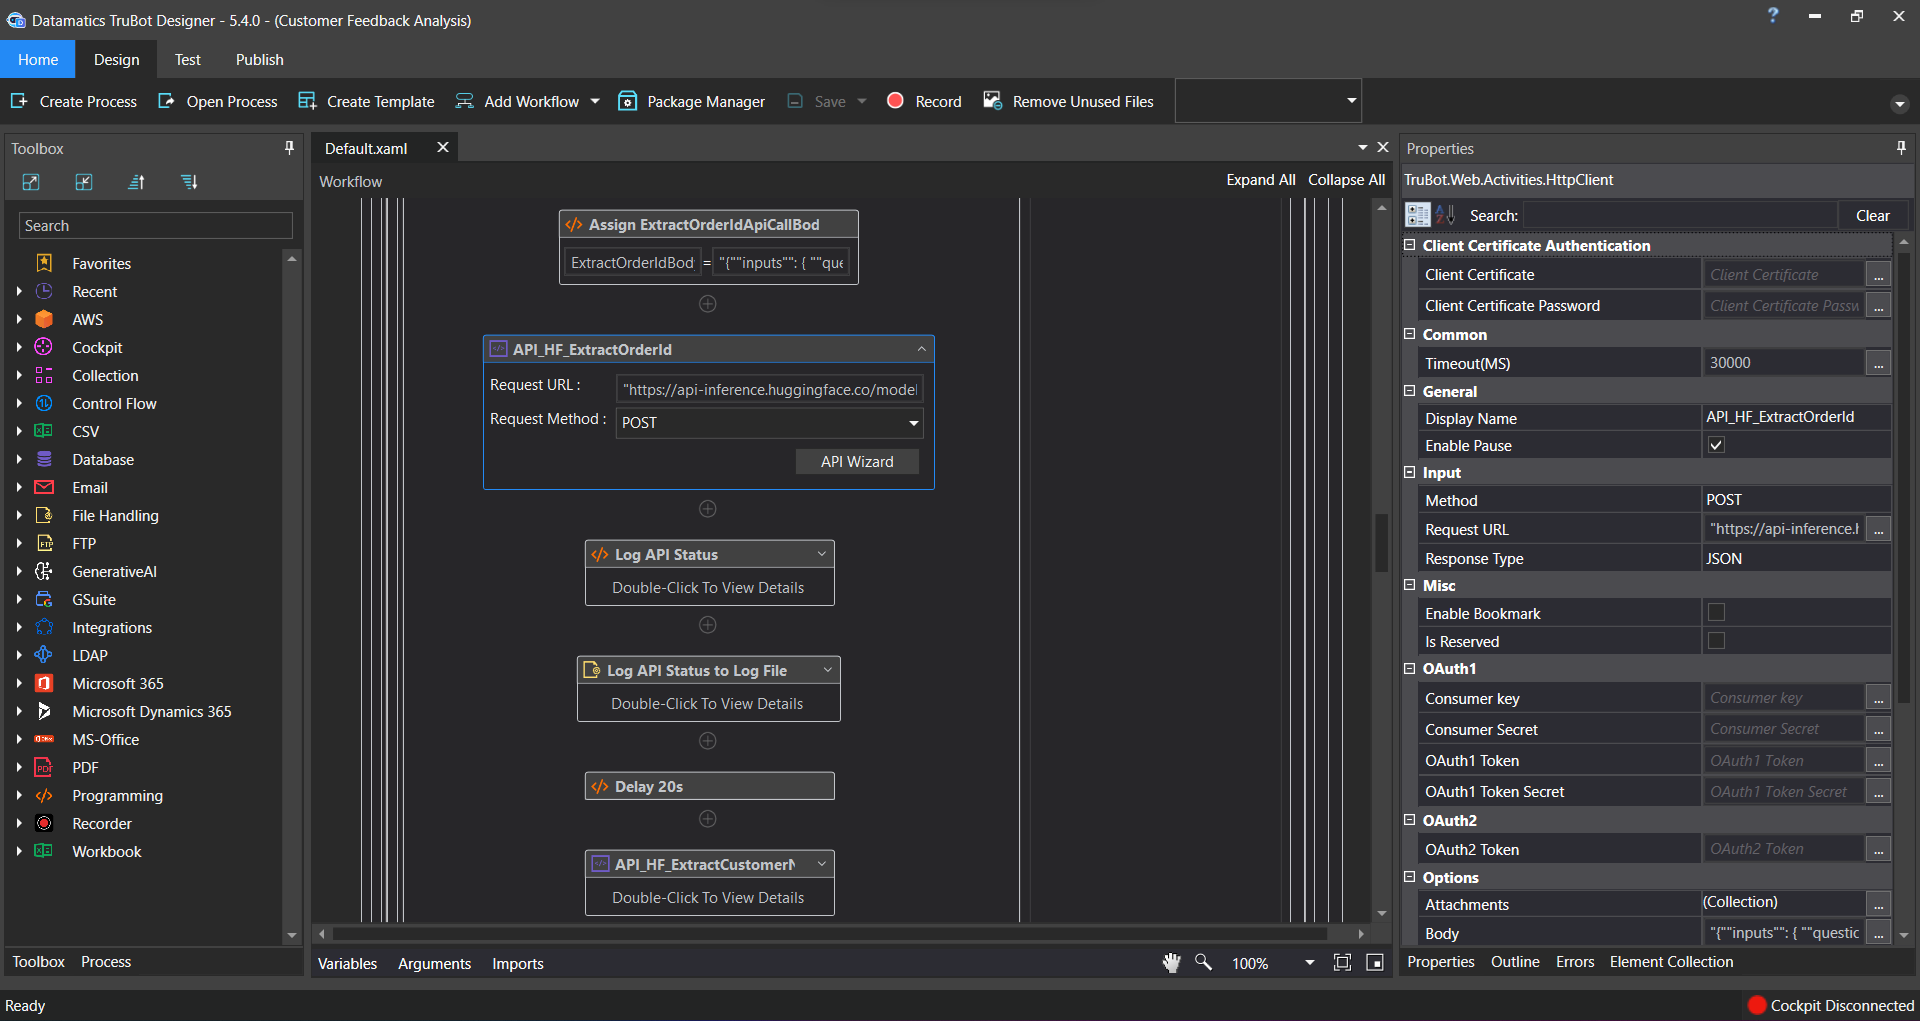 Datamatics TruBot Designer - 5.4.0 - (Customer Feedback Analysis)
?
Home Design Test Publish
Create Process Open Process Create Template Add Workflow Package Manager Save Record Remove Unused Files
Toolbox
Search
Favorites
Recent
AWS
Cockpit
Collection
Control Flow
CSV
Database
Email
File Handling
FTP
GenerativeAI
GSuite
Integrations
LDAP
Microsoft 365
Microsoft Dynamics 365
MS-Office
PDF
Programming
Recorder
Workbook
Toolbox Process
Default.xaml
Workflow Expand All Collapse All
Assign ExtractOrderIdApiCallBod
ExtractOrderIdBod = "{""inputs"": { ""que
API_HF_ExtractOrderId
Request URL : "https://api-inference.huggingface.co/model
Request Method : POST
API Wizard
Log API Status
Double-Click To View Details
Log API Status to Log File
Double-Click To View Details
Delay 20s
API_HF_ExtractCustomerN
Double-Click To View Details
Variables Arguments Imports 100%
Properties
TruBot.Web.Activities.HttpClient
Search: Clear
Client Certificate Authentication
Client Certificate Client Certificate ...
Client Certificate Password Client Certificate Passw ...
Common
Timeout(MS) 30000 ...
General
Display Name API_HF_ExtractOrderId
Enable Pause
Input
Method POST
Request URL "https://api-inference.h ...
Response Type JSON
Misc
Enable Bookmark
Is Reserved
OAuth1
Consumer key Consumer key ...
Consumer Secret Consumer Secret ...
OAuth1 Token OAuth1 Token ...
OAuth1 Token Secret OAuth1 Token Secret ...
OAuth2
OAuth2 Token OAuth2 Token ...
Options
Attachments (Collection) ...
Body "{""inputs"": { ""questic ...
Properties Outline Errors Element Collection
Ready Cockpit Disconnected